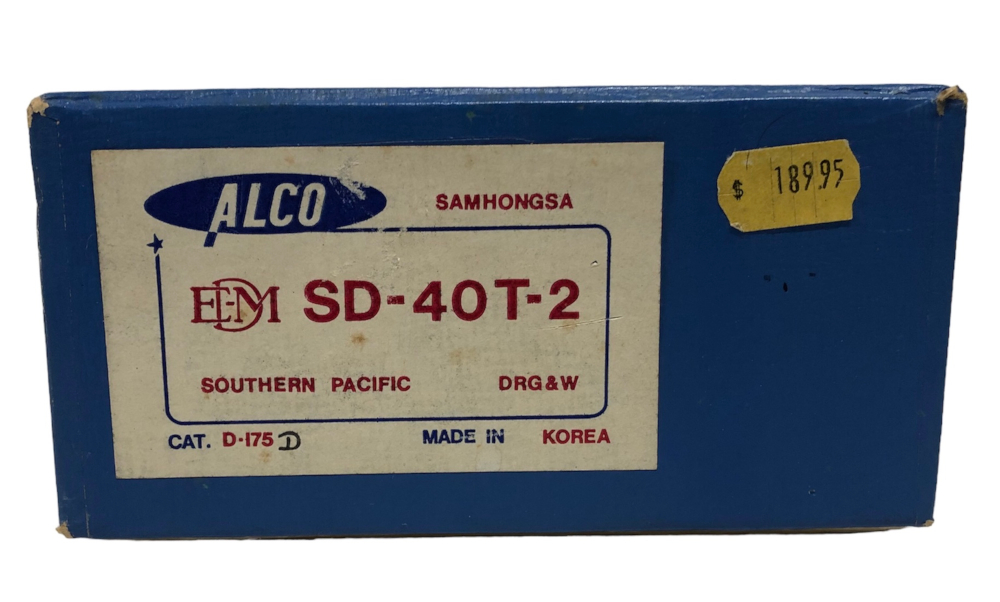 ALCO
SAMHONGSA
$ 189.95
EMD SD-40T-2
SOUTHERN PACIFIC DRG&W
CAT. D-175 D MADE IN KOREA